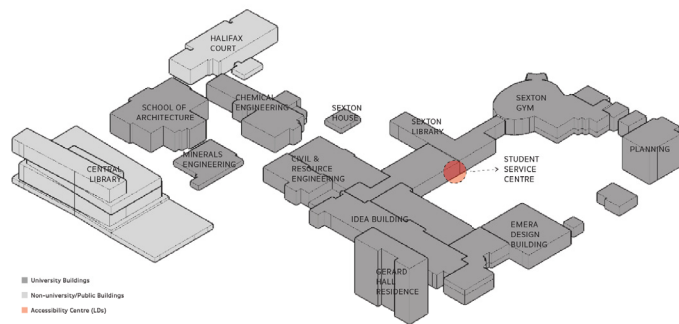 HALIFAX
COURT
SCHOOL OF
ARCHITECTURE
CHEMICAL
ENGINEERING
SEXTON
HOUSE
SEXTON
LIBRARY
SEXTON
GYM
PLANNING
CENTRAL
LIBRARY
MINERALS
ENGINEERING
CIVIL &
RESOURCE
ENGINEERING
STUDENT
SERVICE
CENTRE
IDEA BUILDING
EMERA
DESIGN
BUILDING
GERARD
HALL
RESIDENCE
University Buildings
Non-university/Public Buildings
Accessibility Centre (LDs)